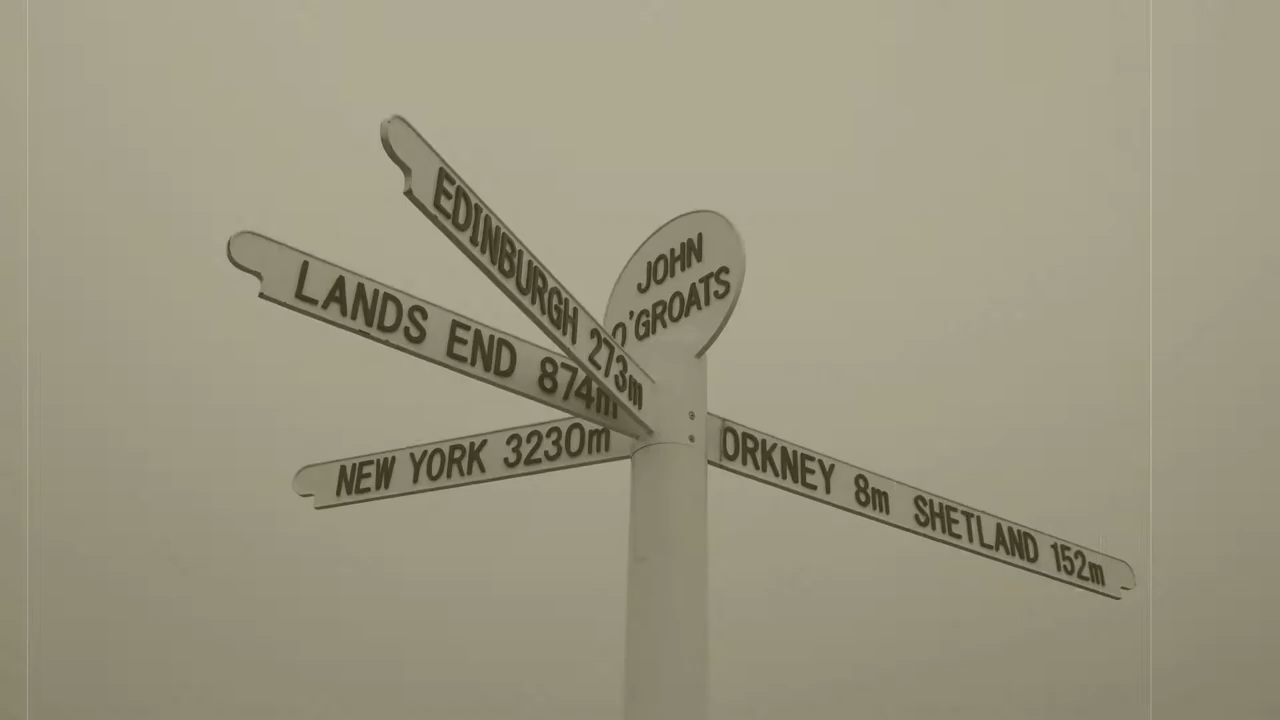 JOHN
O'GROATS
EDINBURGH 273m
LANDS END 874m
NEW YORK 3230m
ORKNEY 8m SHETLAND 152m